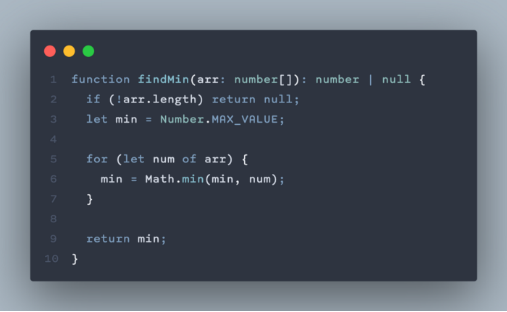 1 function findMin(arr: number[]): number | null {
2   if (!arr.length) return null;
3   let min = Number.MAX_VALUE;
4
5   for (let num of arr) {
6     min = Math.min(min, num);
7   }
8
9   return min;
10 }